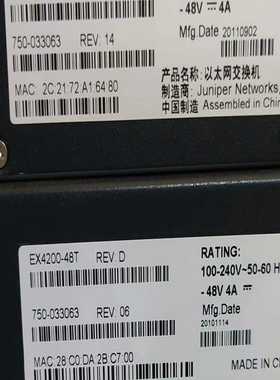 - 48V ⎓ 4A
750-033063 REV. 14
Mfg.Date 20110902
MAC: 2C:21:72:A1:64:80
产品名称：以太网交换机
制造商：Juniper Networks,
中国制造 Assembled in China
EX4200-48T REV. D
RATING:
100-240V~50-60 H
- 48V 4A ⎓
750-033063 REV. 06
Mfg.Date
20101114
MAC 28 C0 DA 2B C7:00
MADE IN C